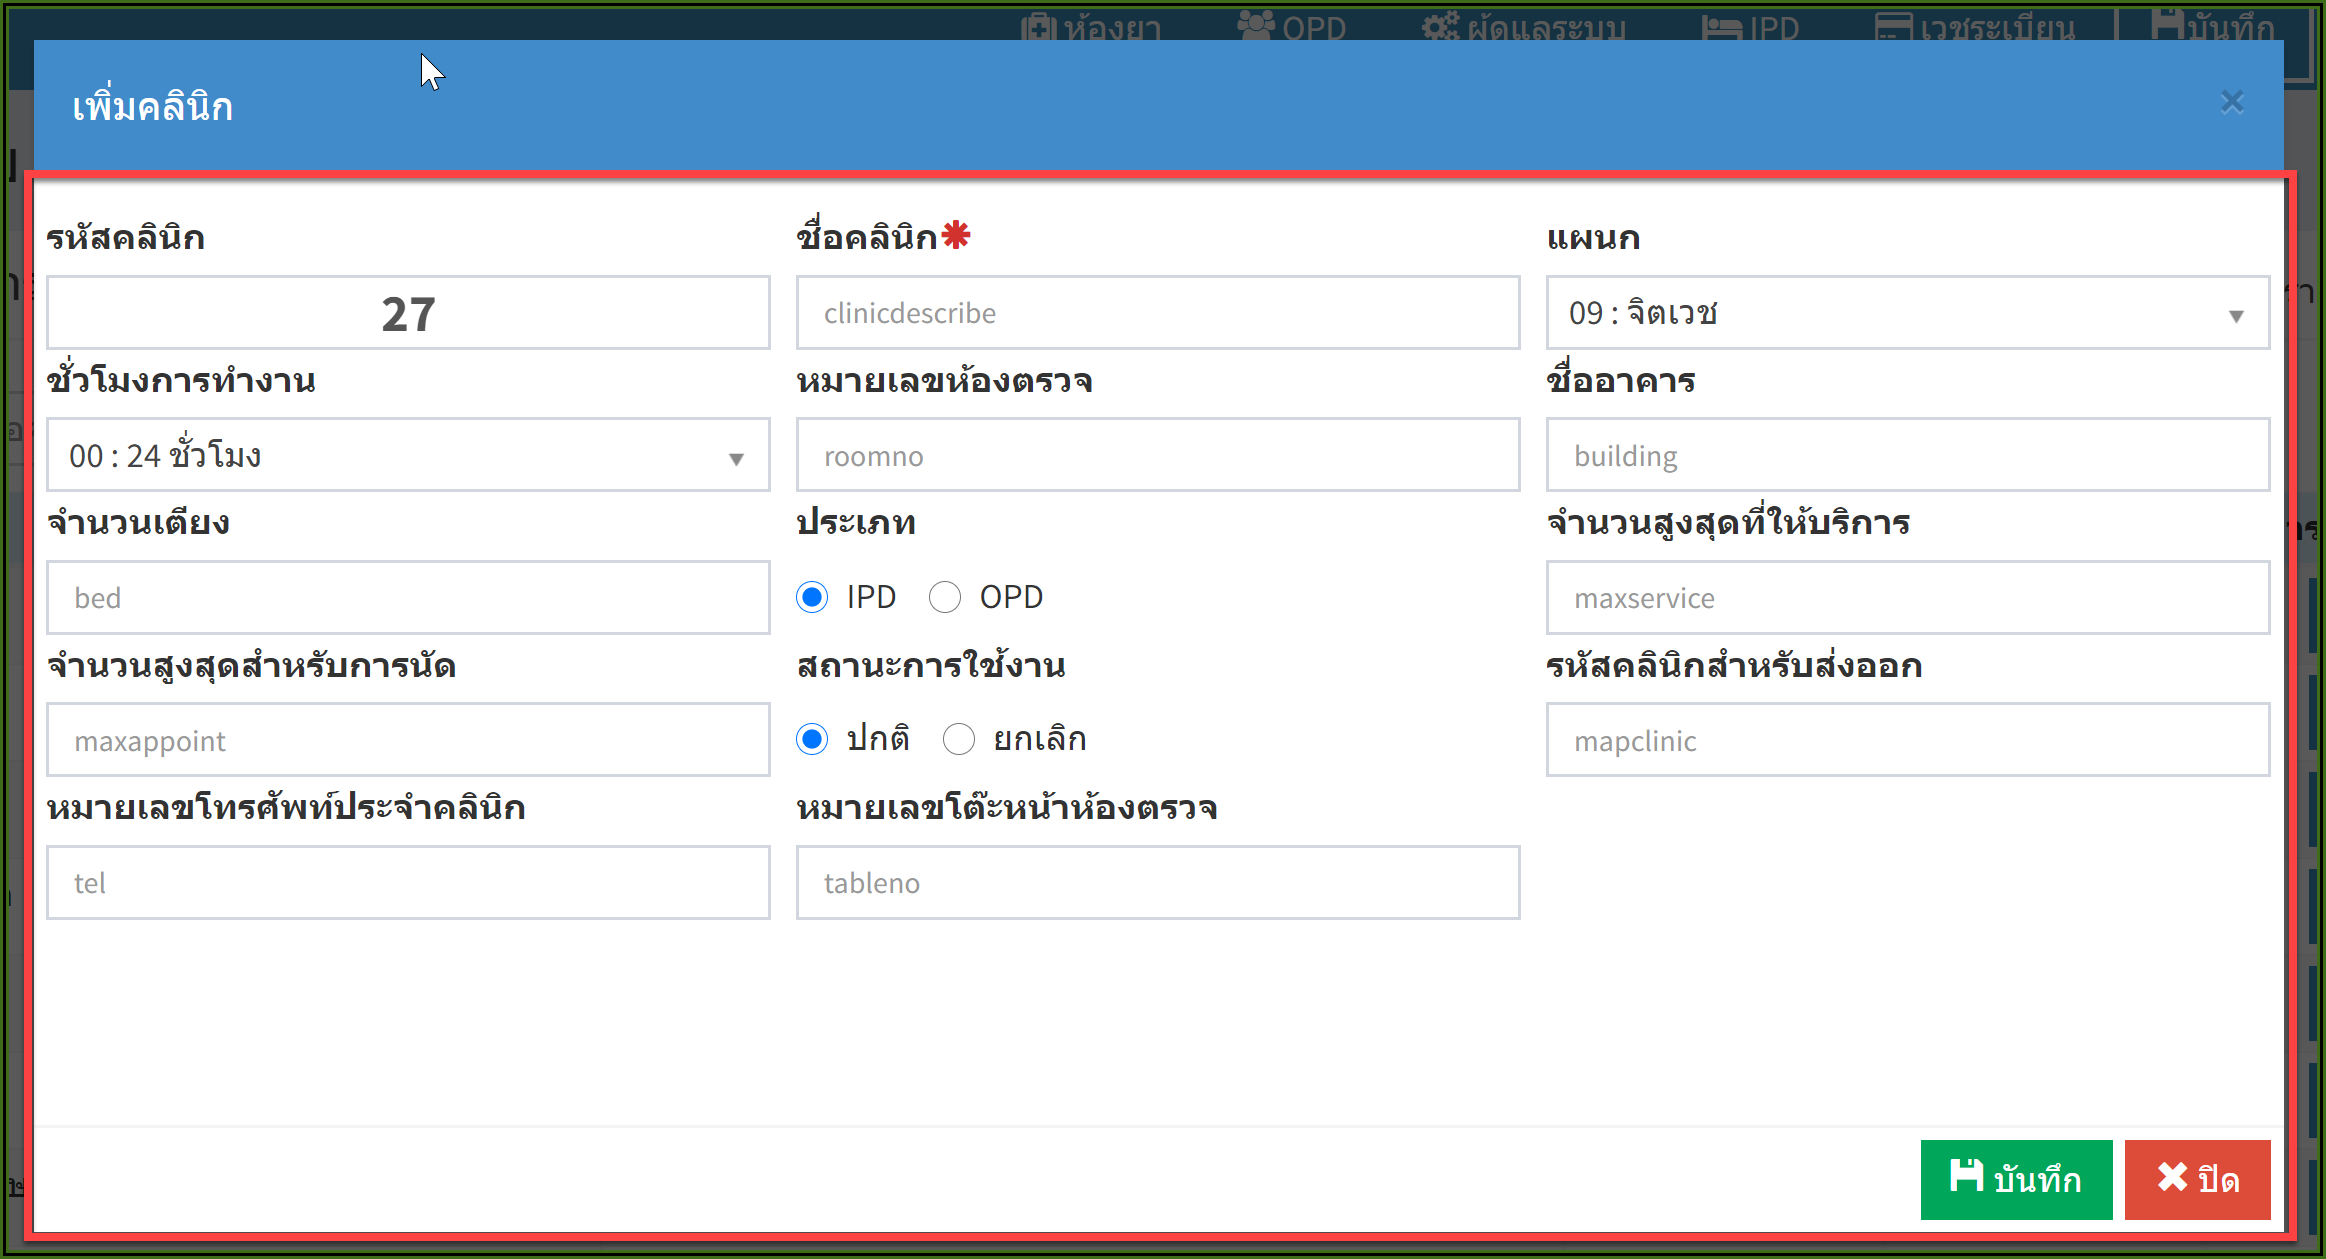 ห้องยา OPD ผู้ดูแลระบบ IPD เวชระเบียน บันทึก
เพิ่มคลินิก
รหัสคลินิก ชื่อคลินิก✱ แผนก
27 clinicdescribe 09 : จิตเวช
ชั่วโมงการทำงาน หมายเลขห้องตรวจ ชื่ออาคาร
00 : 24 ชั่วโมง roomno building
จำนวนเตียง ประเภท จำนวนสูงสุดที่ให้บริการ
bed IPD OPD maxservice
จำนวนสูงสุดสำหรับการนัด สถานะการใช้งาน รหัสคลินิกสำหรับส่งออก
maxappoint ปกติ ยกเลิก mapclinic
หมายเลขโทรศัพท์ประจำคลินิก หมายเลขโต๊ะหน้าห้องตรวจ
tel tableno
บันทึก ปิด